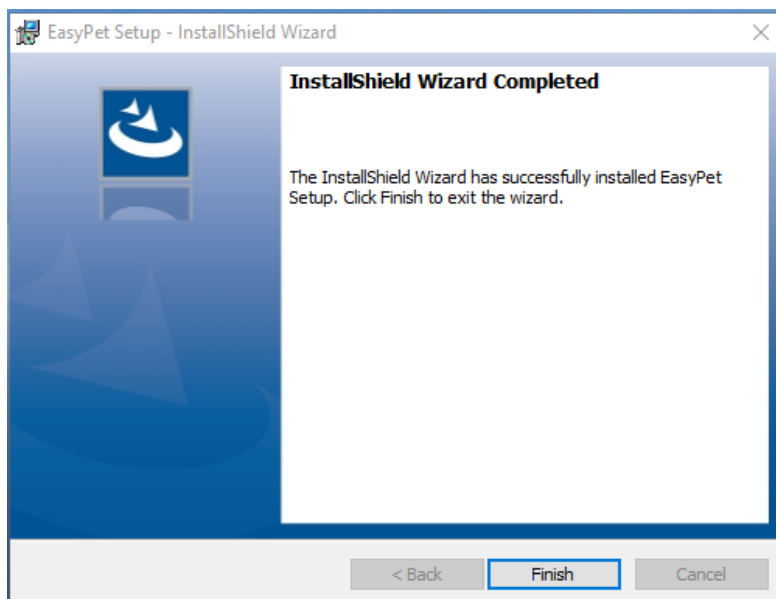 EasyPet Setup - InstallShield Wizard
InstallShield Wizard Completed
The InstallShield Wizard has successfully installed EasyPet
Setup. Click Finish to exit the wizard.
< Back
Finish
Cancel